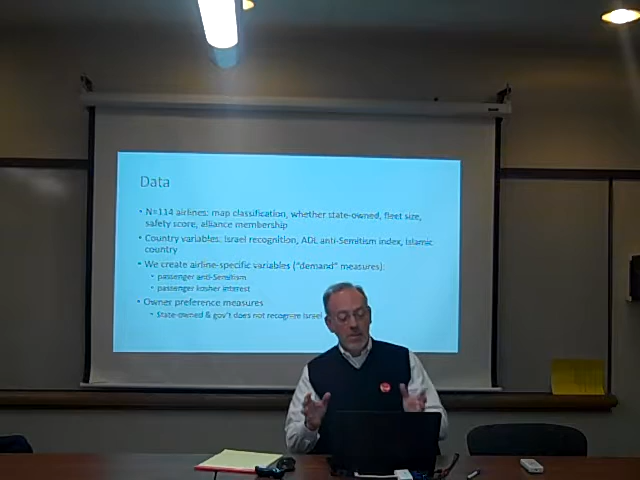 Data
• N=114 airlines: map classification, whether state-owned, fleet size,
safety score, alliance membership
• Country variables: Israel recognition, ADL anti-Semitism index, Islamic
country
• We create airline-specific variables ("demand" measures):
• passenger anti-Semitism
• passenger kosher interest
• Owner preference measures
• State-owned & gov't does not recognize Israel